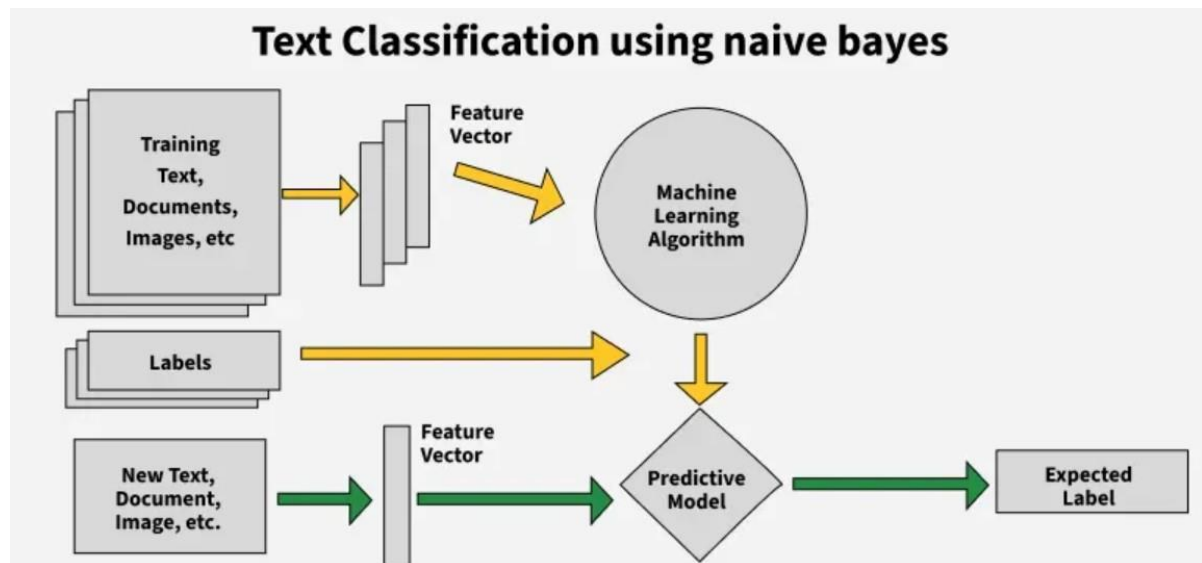 Text Classification using naive bayes
Training
Text,
Documents,
Images, etc
Feature
Vector
Machine
Learning
Algorithm
Labels
New Text,
Document,
Image, etc.
Feature
Vector
Predictive
Model
Expected
Label